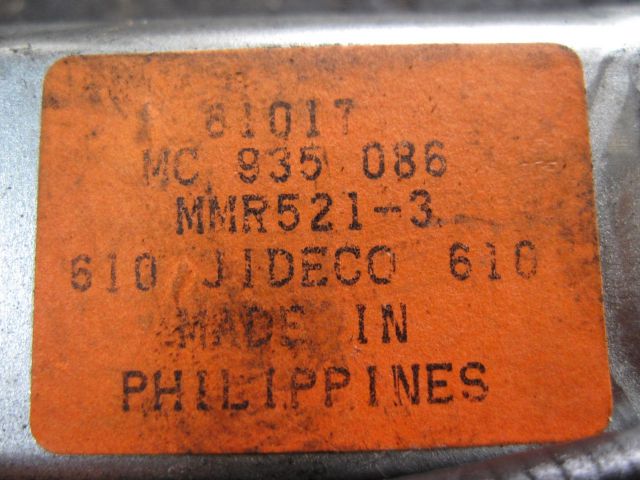 81017
MC 935 086
MMR521-3
610 JIDECO 610
MADE IN
PHILIPPINES